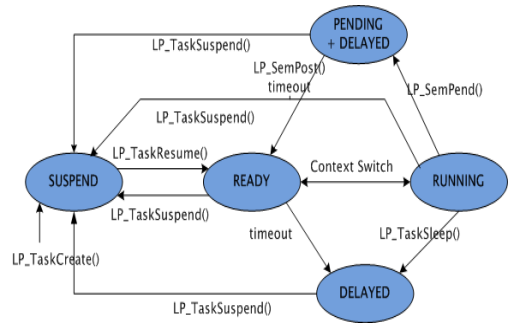 PENDING
+ DELAYED
LP_TaskSuspend()
LP_SemPost()
timeout
LP_SemPend()
LP_TaskSuspend()
LP_TaskResume()
Context Switch
SUSPEND
READY
RUNNING
LP_TaskSuspend()
timeout
LP_TaskSleep()
LP_TaskCreate()
DELAYED
LP_TaskSuspend()